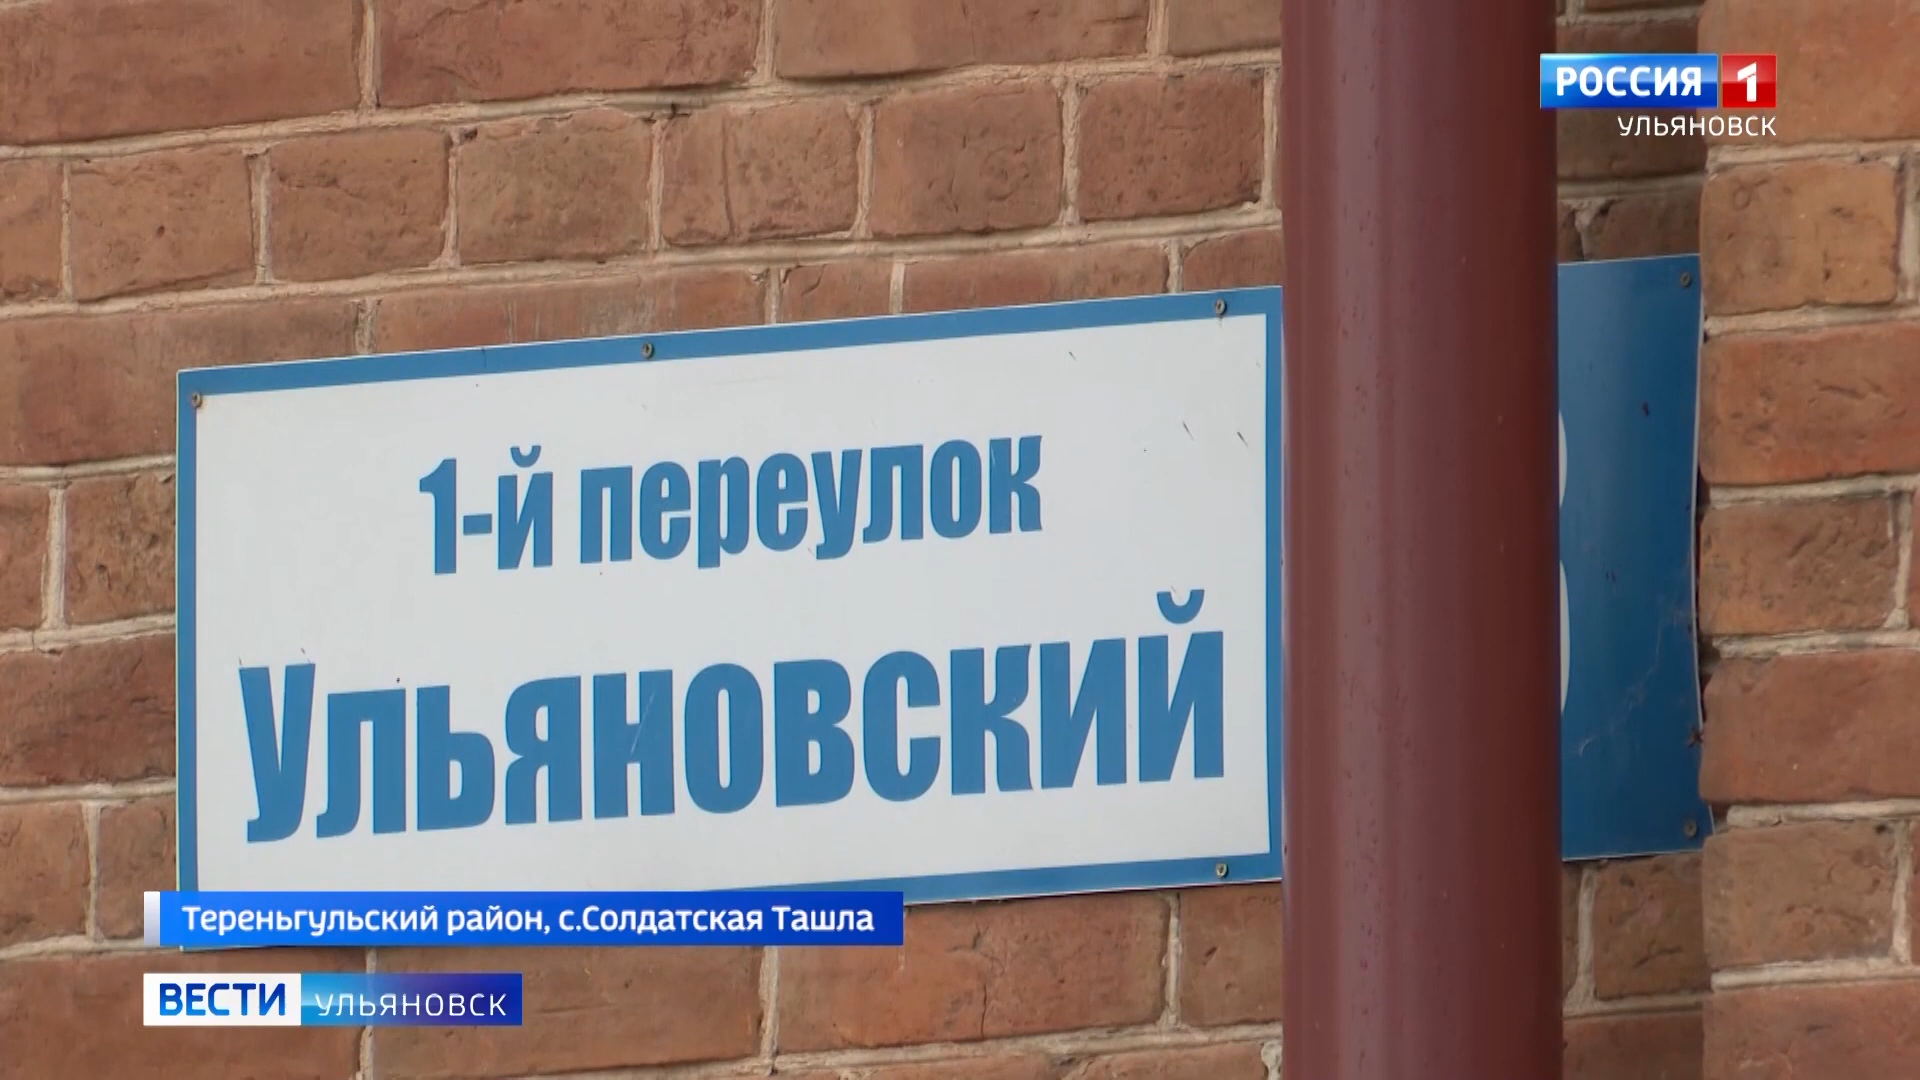 РОССИЯ 1
УЛЬЯНОВСК
1-й переулок
Ульяновский
Тереньгульский район, с.Солдатская Ташла
ВЕСТИ УЛЬЯНОВСК